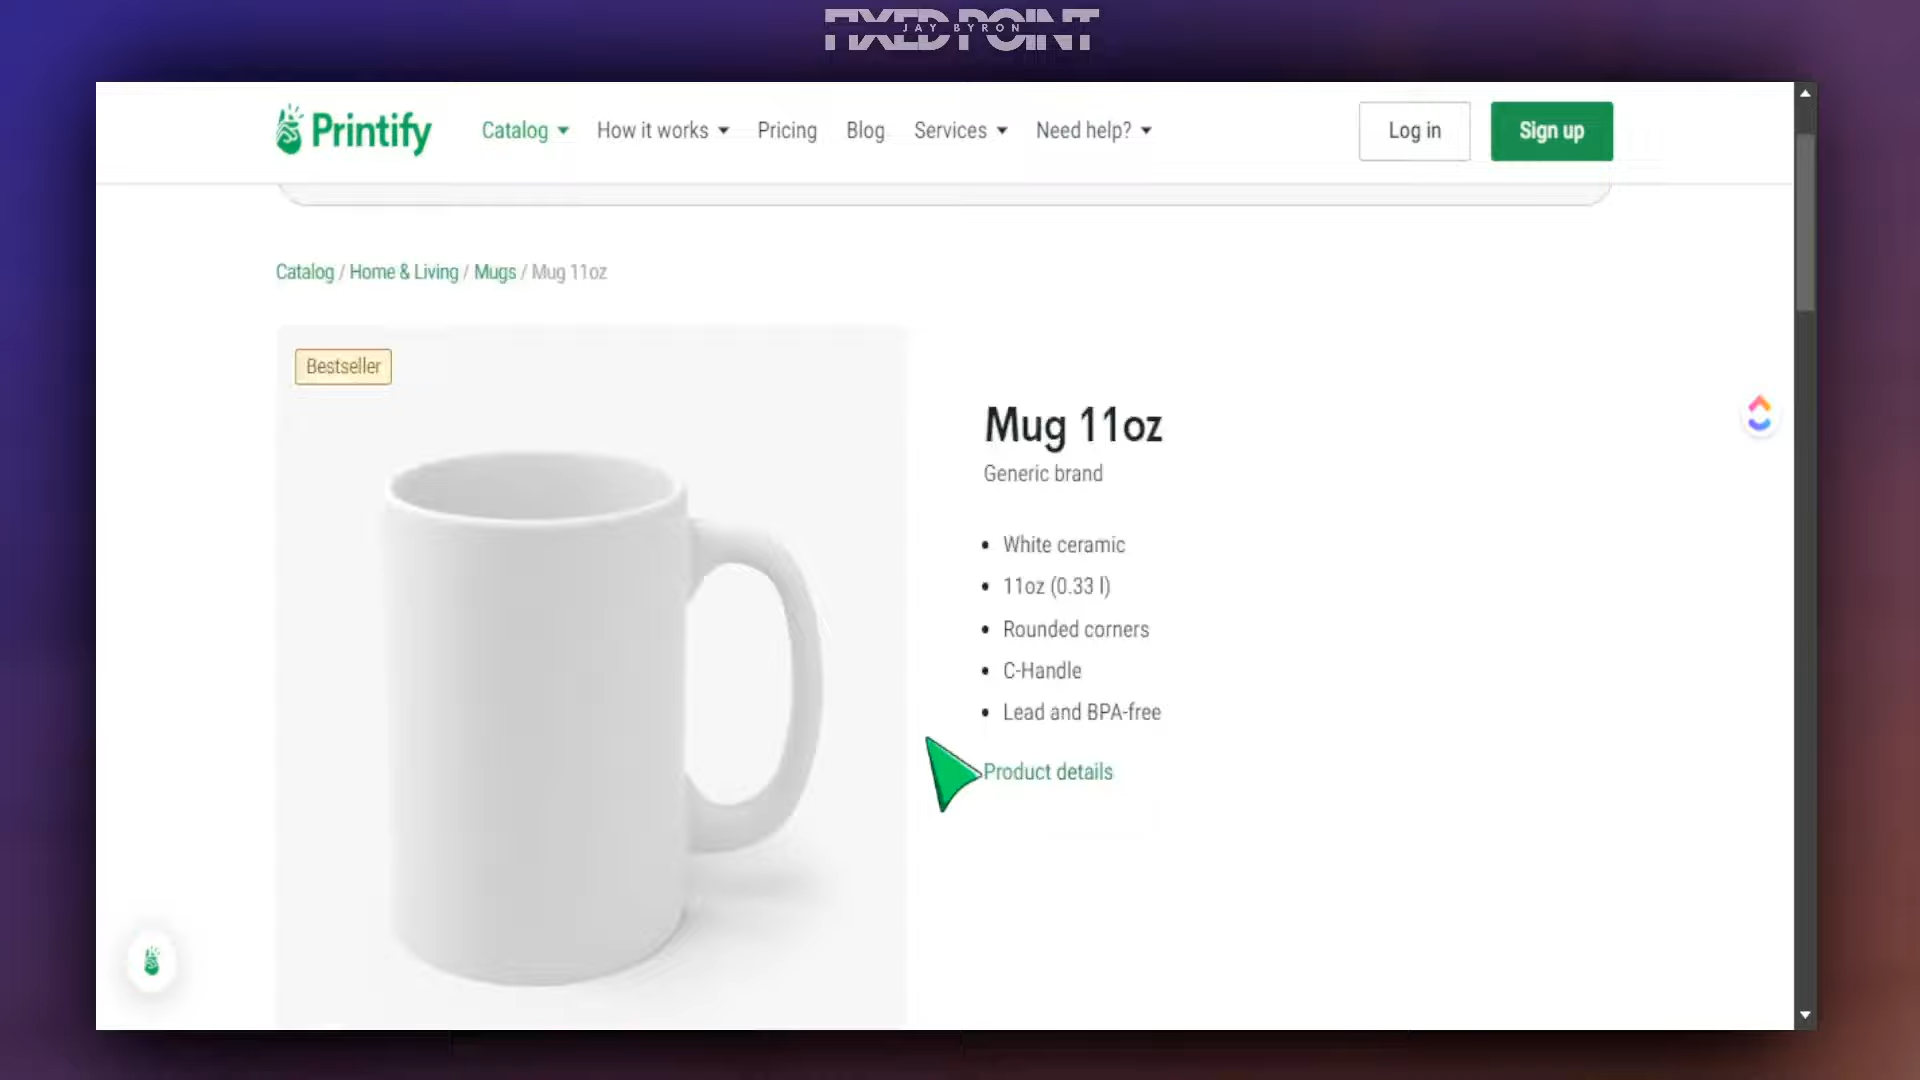 FIXED POINT
JAY BYRON
Printify
Catalog How it works Pricing Blog Services Need help? Log in Sign up
Catalog / Home & Living / Mugs / Mug 11oz
Bestseller
Mug 11oz
Generic brand
White ceramic
11oz (0.33 l)
Rounded corners
C-Handle
Lead and BPA-free
Product details